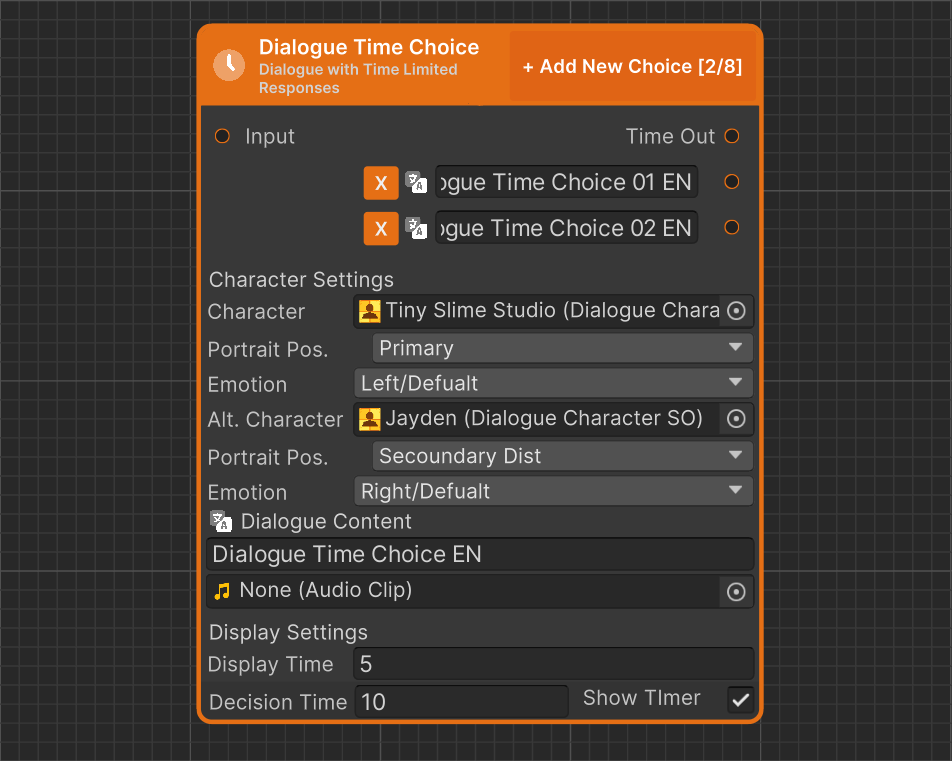 Dialogue Time Choice
Dialogue with Time Limited
Responses
+ Add New Choice [2/8]
Input
Time Out
X
ogue Time Choice 01 EN
X
ogue Time Choice 02 EN
Character Settings
Character
Tiny Slime Studio (Dialogue Chara
Portrait Pos.
Primary
Emotion
Left/Defualt
Alt. Character
Jayden (Dialogue Character SO)
Portrait Pos.
Secoundary Dist
Emotion
Right/Defualt
Dialogue Content
Dialogue Time Choice EN
None (Audio Clip)
Display Settings
Display Time
5
Decision Time
10
Show TImer